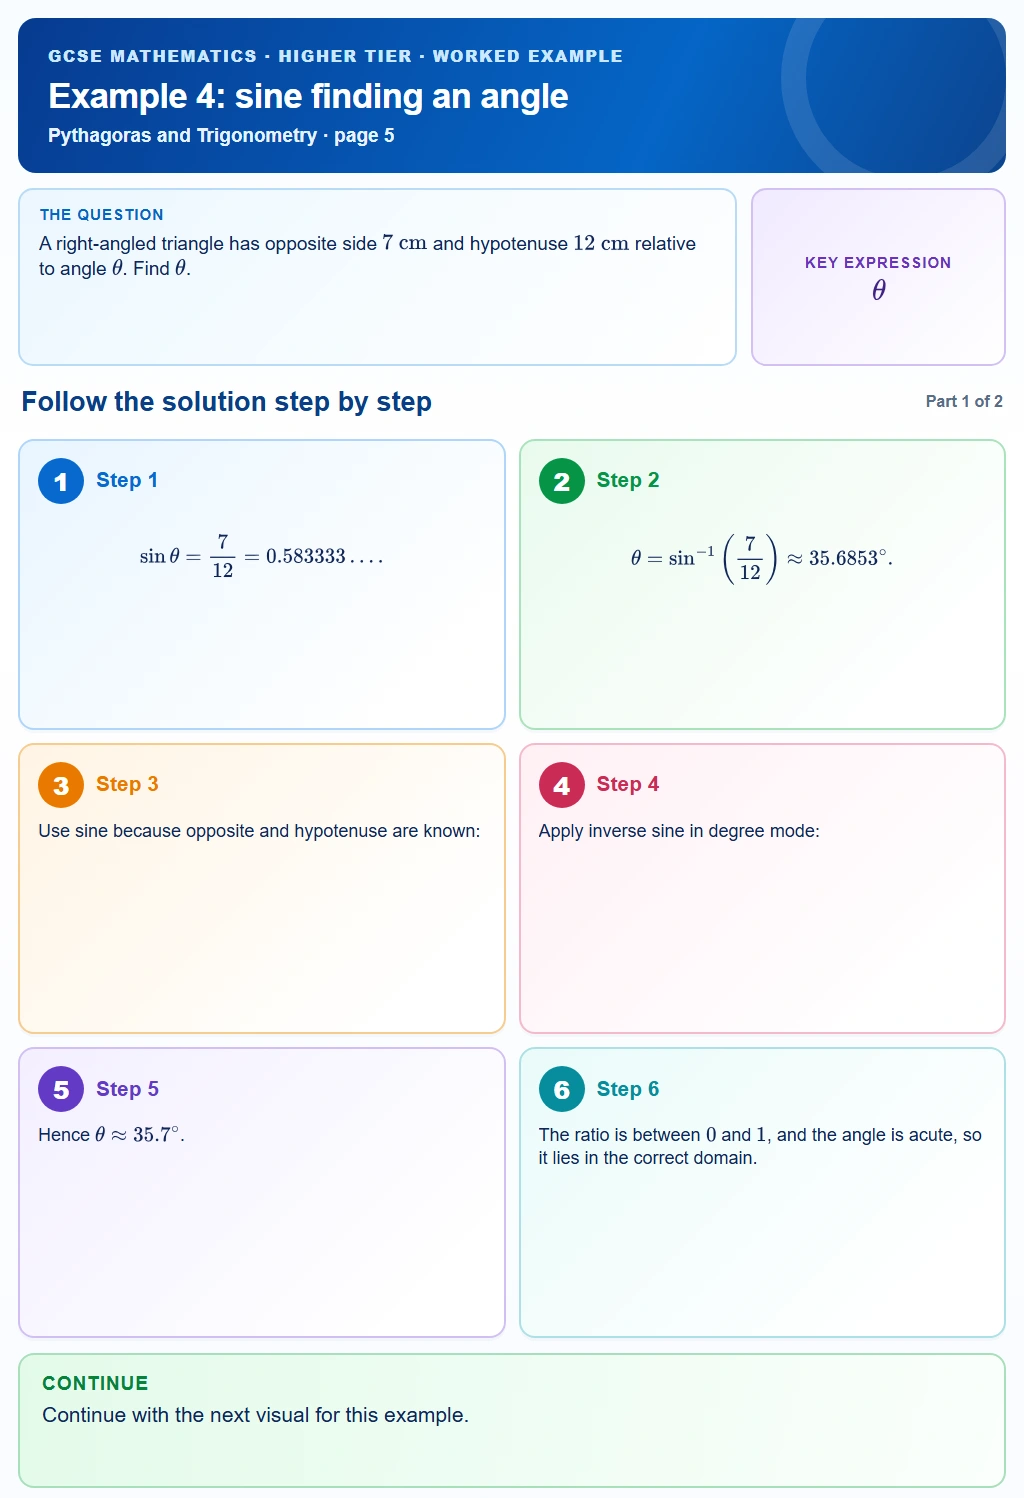 GCSE MATHEMATICS · HIGHER TIER · WORKED EXAMPLE
Example 4: sine finding an angle
Pythagoras and Trigonometry · page 5
THE QUESTION
A right-angled triangle has opposite side 7 cm and hypotenuse 12 cm relative
to angle θ. Find θ.
KEY EXPRESSION
θ
Follow the solution step by step
Part 1 of 2
1 Step 1
sin θ = 7/12 = 0.583333 . . . .
2 Step 2
θ = sin⁻¹ (7/12) ≈ 35.6853°.
3 Step 3
Use sine because opposite and hypotenuse are known:
4 Step 4
Apply inverse sine in degree mode:
5 Step 5
Hence θ ≈ 35.7°.
6 Step 6
The ratio is between 0 and 1, and the angle is acute, so
it lies in the correct domain.
CONTINUE
Continue with the next visual for this example.